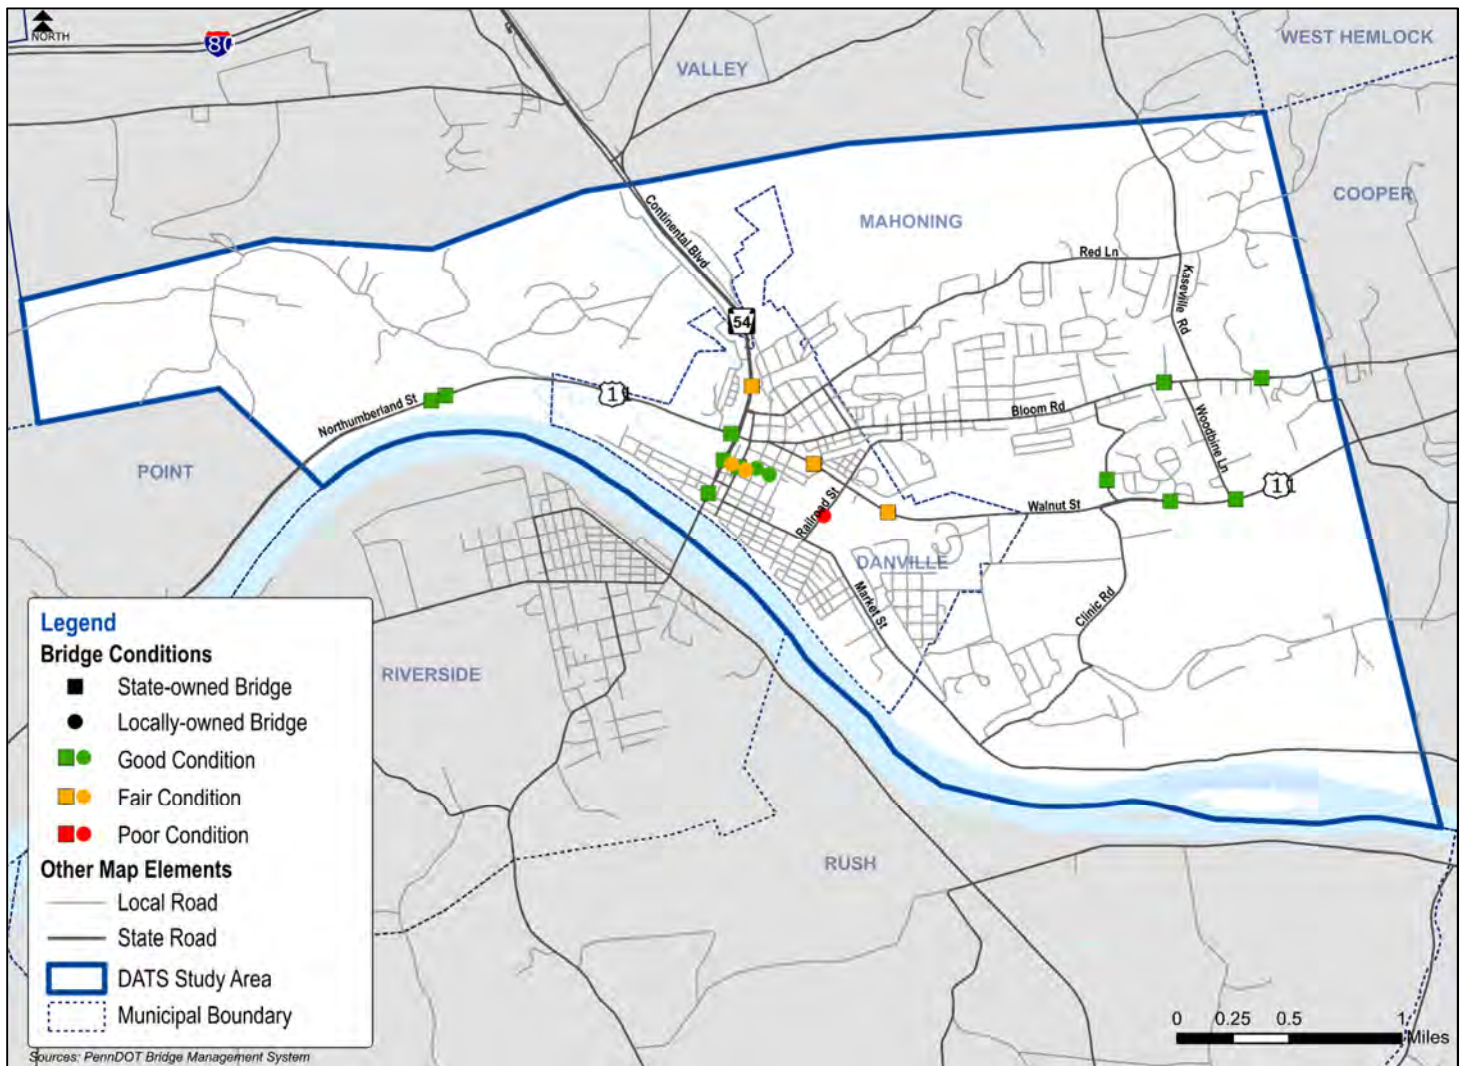 NORTH
80
WEST HEMLOCK
VALLEY
COOPER
MAHONING
Continental Blvd
Red Ln
Kaseville Rd
54
11
Northumberland St
Bloom Rd
Woodbine Ln
POINT
11
Walnut St
Railroad St
DANVILLE
Market St
Clinic Rd
RIVERSIDE
RUSH
Legend
Bridge Conditions
State-owned Bridge
Locally-owned Bridge
Good Condition
Fair Condition
Poor Condition
Other Map Elements
Local Road
State Road
DATS Study Area
Municipal Boundary
0 0.25 0.5 1
Miles
Sources: PennDOT Bridge Management System